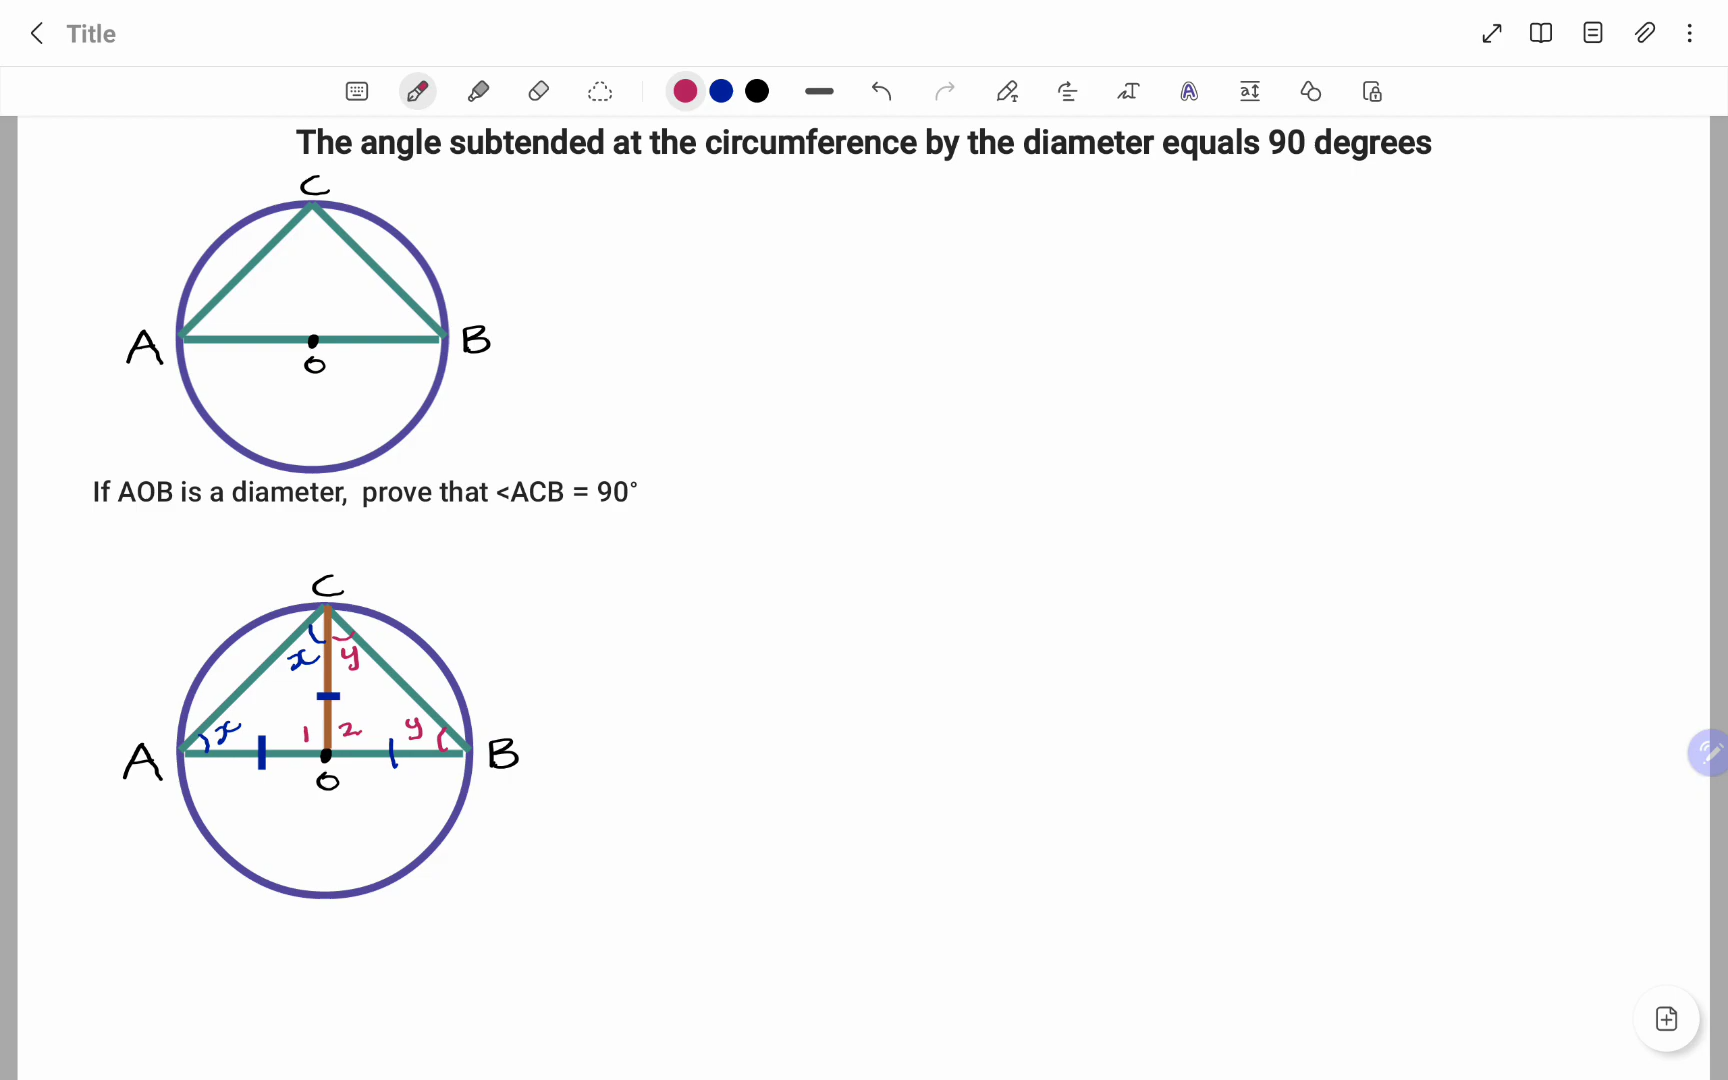 Title
The angle subtended at the circumference by the diameter equals 90 degrees
C
A
B
O
If AOB is a diameter, prove that <ACB = 90°
C
x y
x 1 2 y
A
B
O